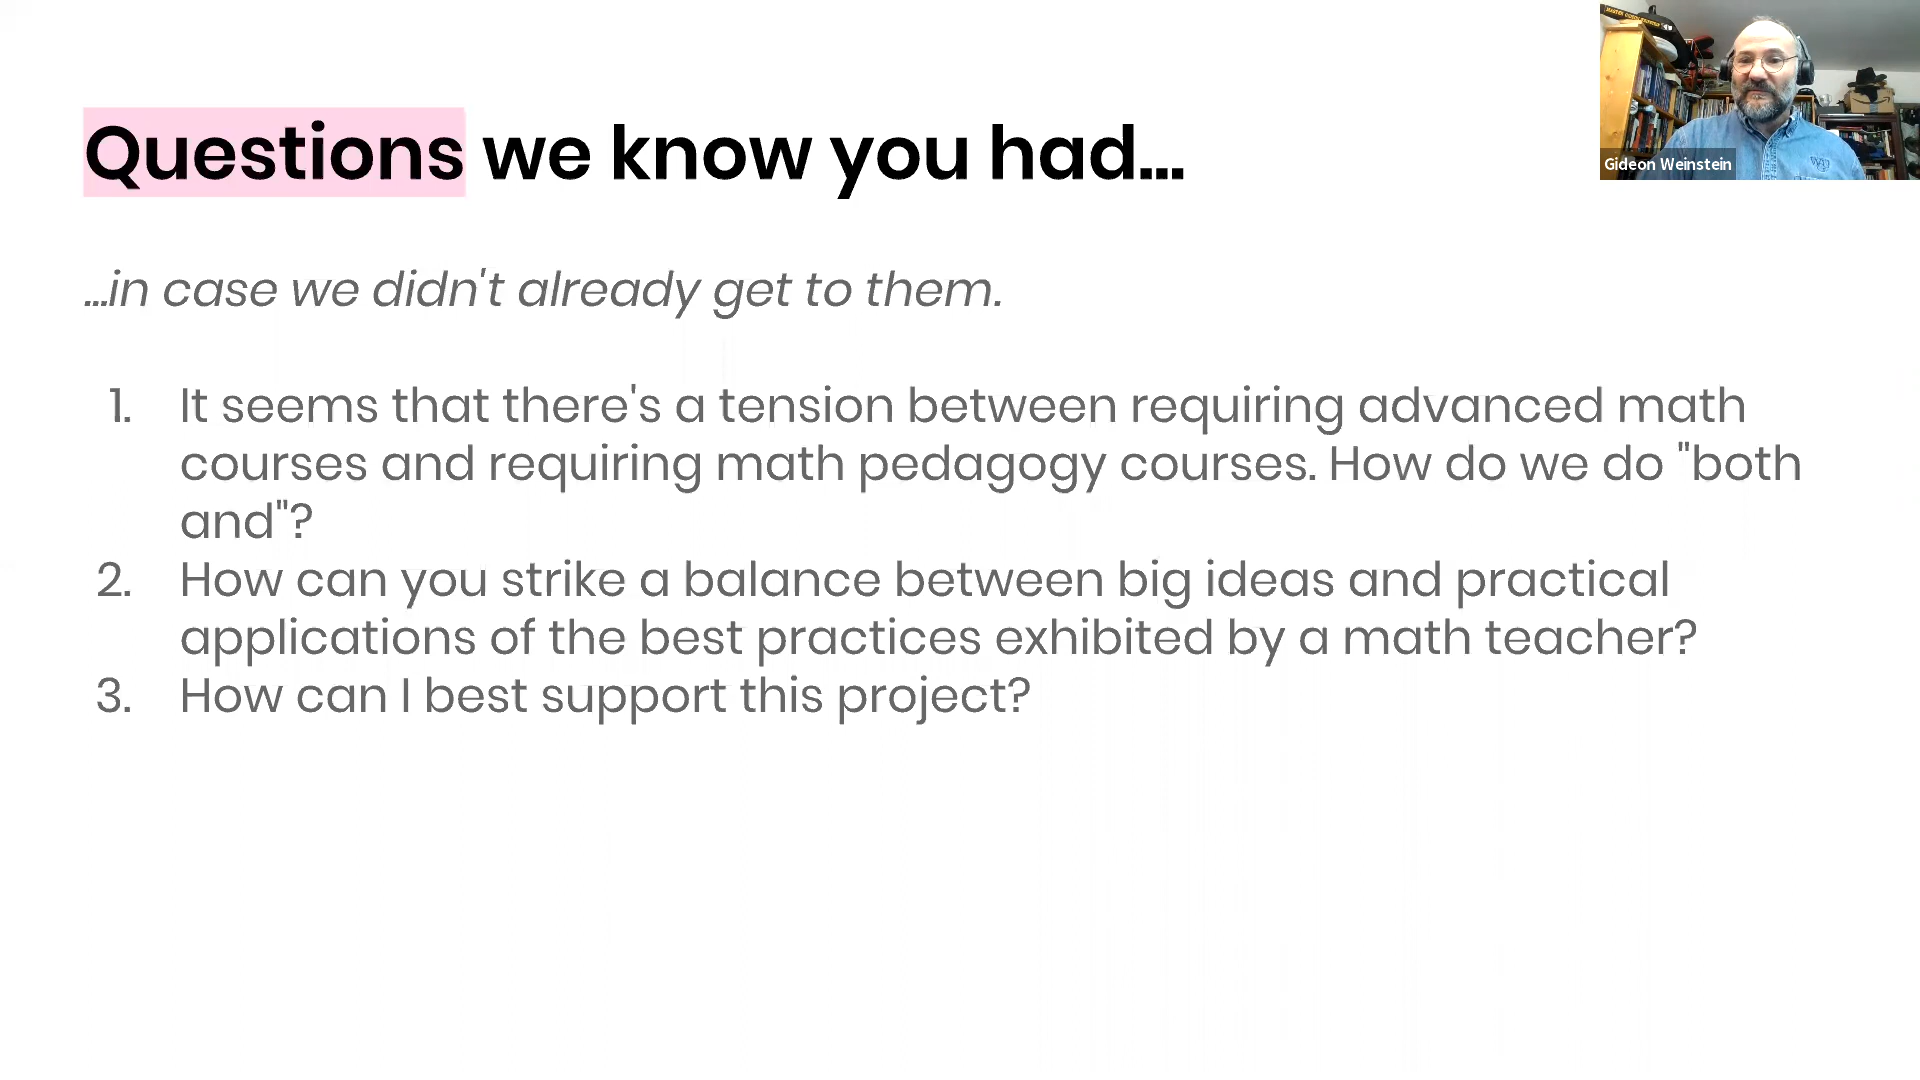 Questions we know you had...
...in case we didn't already get to them.
1. It seems that there's a tension between requiring advanced math
courses and requiring math pedagogy courses. How do we do "both
and"?
2. How can you strike a balance between big ideas and practical
applications of the best practices exhibited by a math teacher?
3. How can I best support this project?
Gideon Weinstein